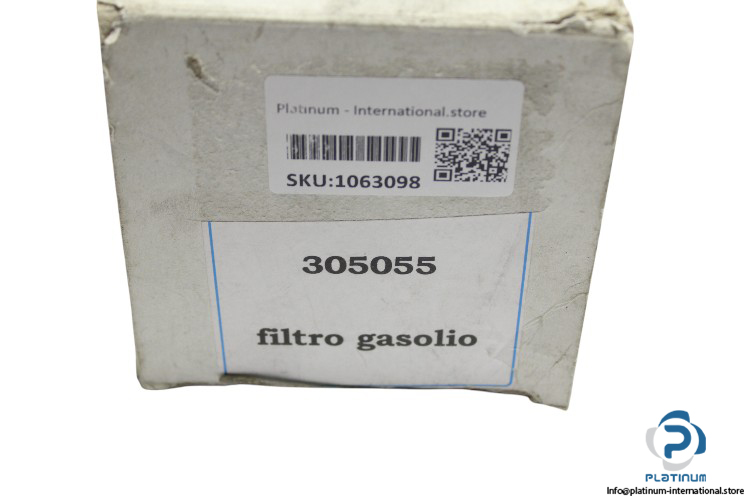 Platinum - International.store
SKU:1063098
305055
filtro gasolio
PLATINUM
Info@platinum-international.store